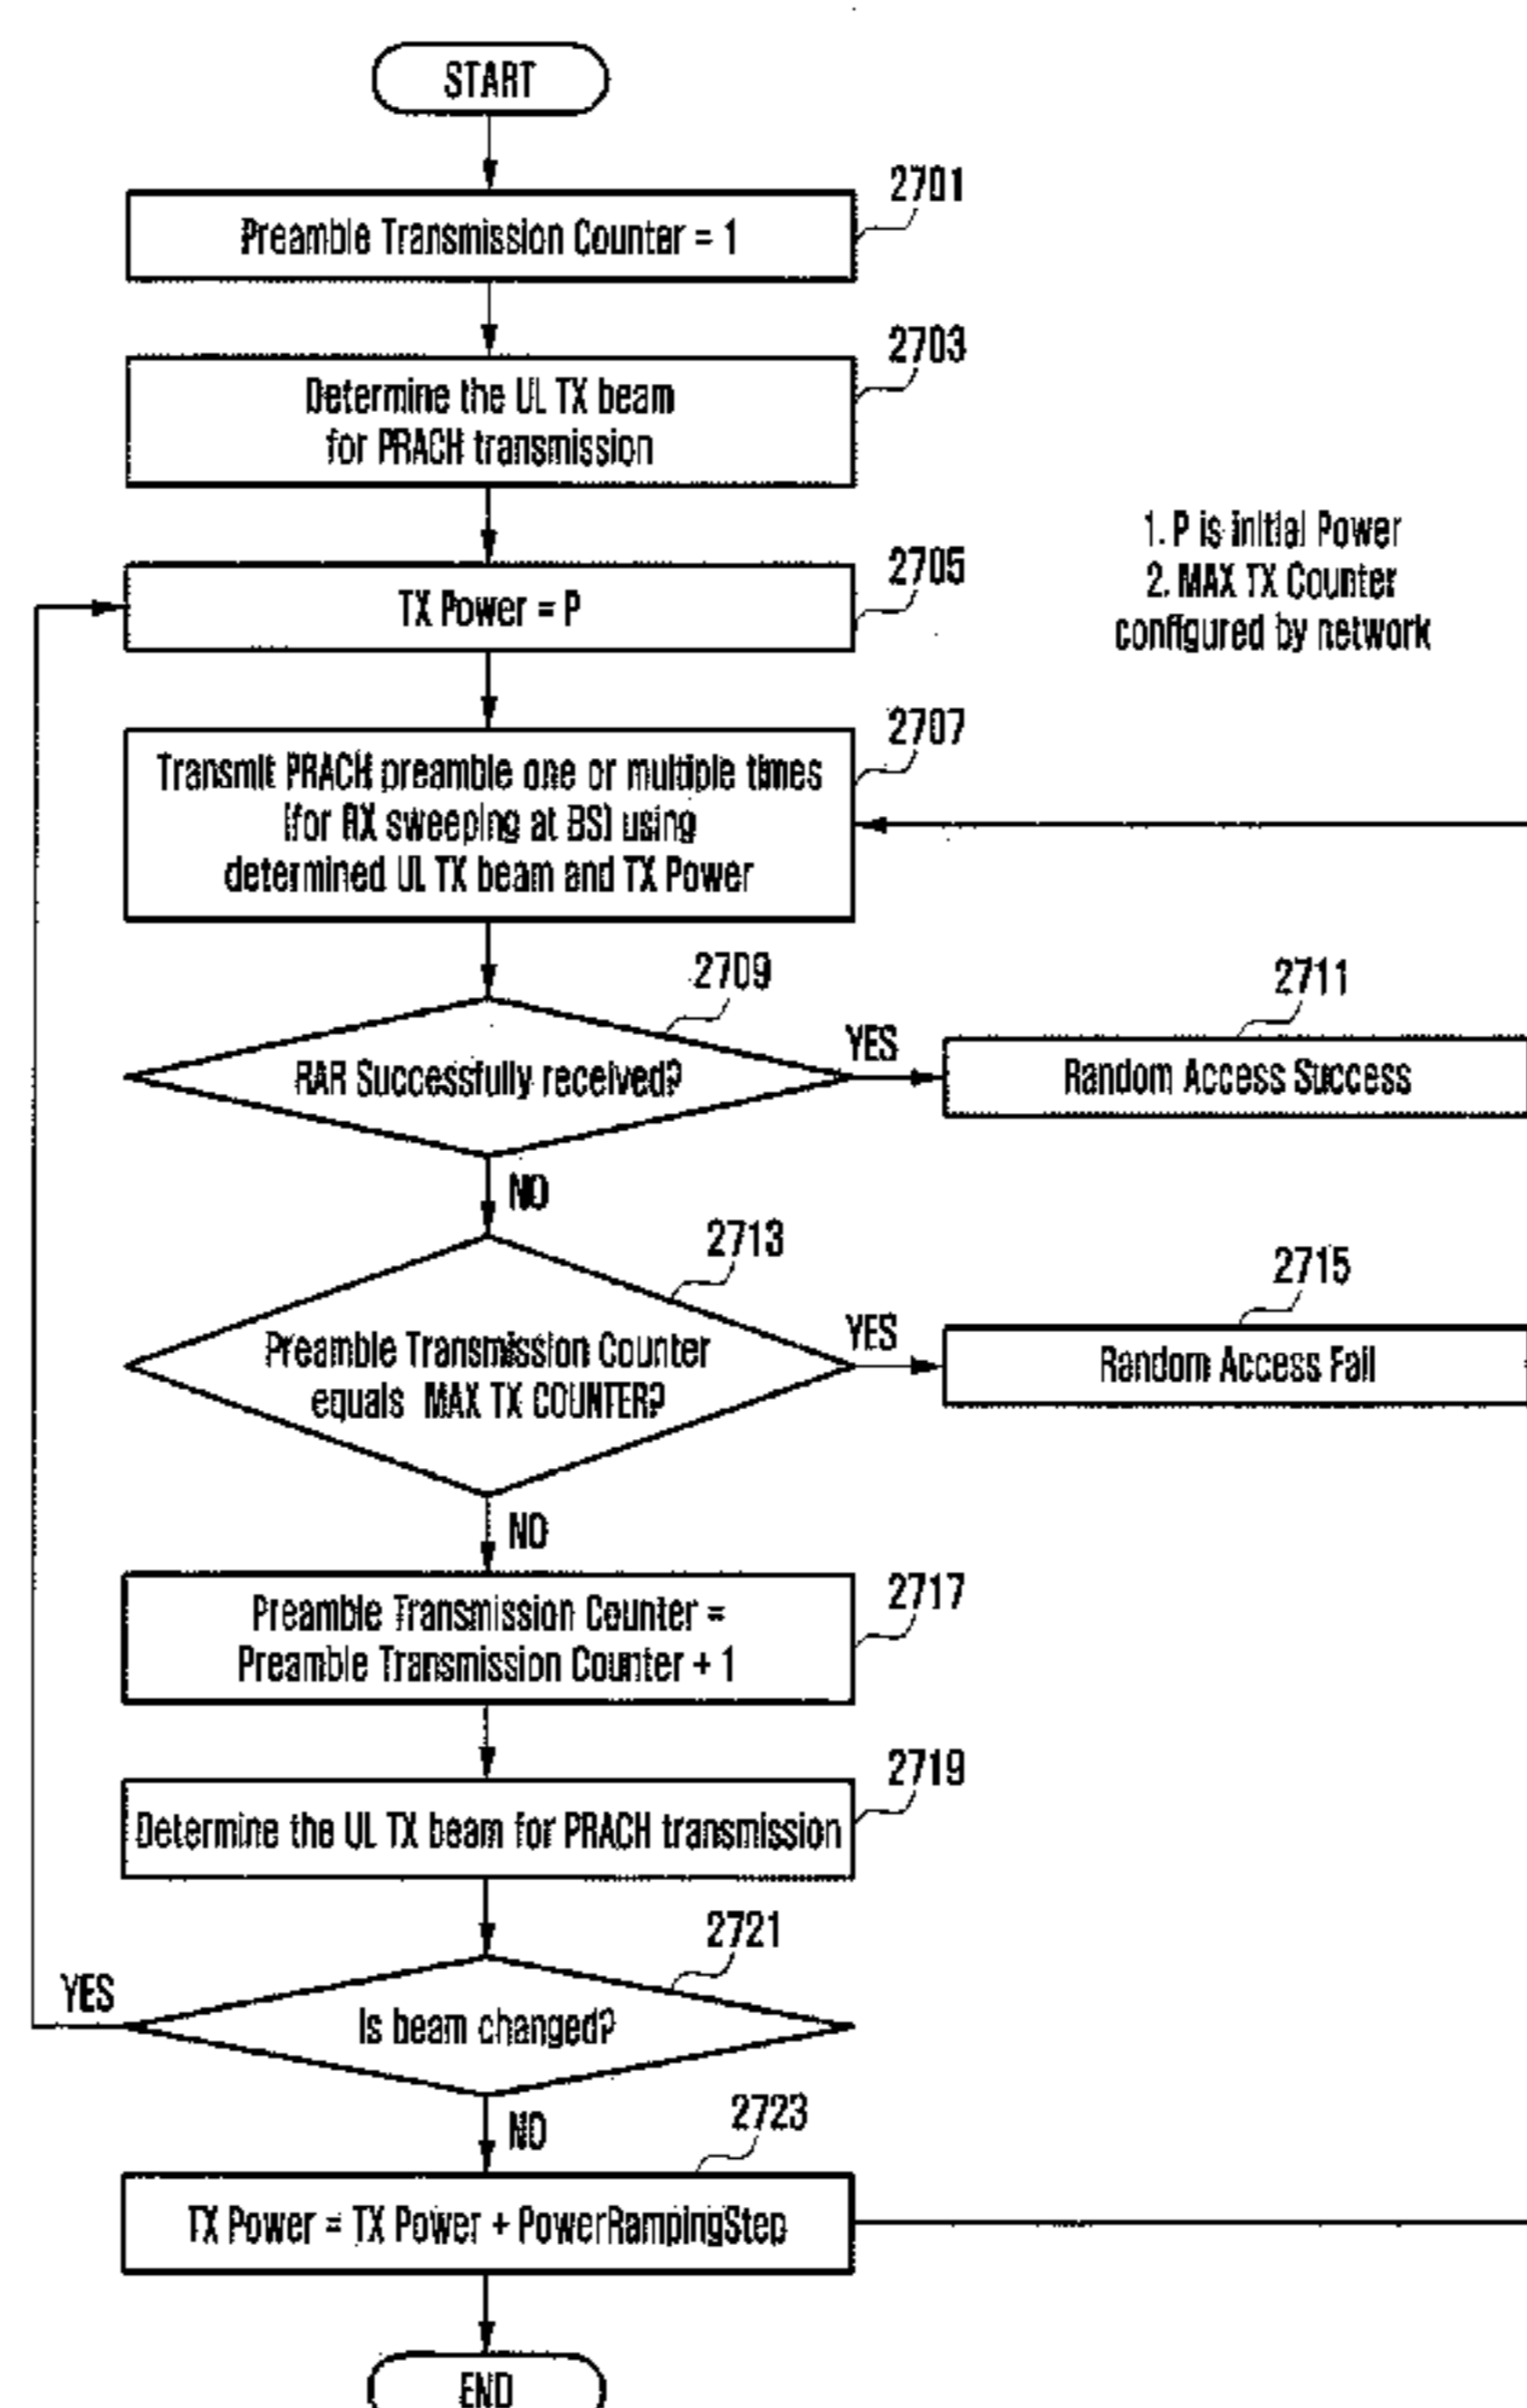 START
2701
Preamble Transmission Counter = 1
2703
Determine the UL TX beam
for PRACH transmission
2705
TX Power = P
1. P is initial Power
2. MAX TX Counter
configured by network
2707
Transmit PRACH preamble one or multiple times
(for RX sweeping at BS) using
determined UL TX beam and TX Power
2709
RAR Successfully received?
YES
2711
Random Access Success
NO
2713
Preamble Transmission Counter
equals MAX TX COUNTER?
YES
2715
Random Access Fail
NO
2717
Preamble Transmission Counter =
Preamble Transmission Counter + 1
2719
Determine the UL TX beam for PRACH transmission
2721
YES
Is beam changed?
NO
2723
TX Power = TX Power + PowerRampingStep
END